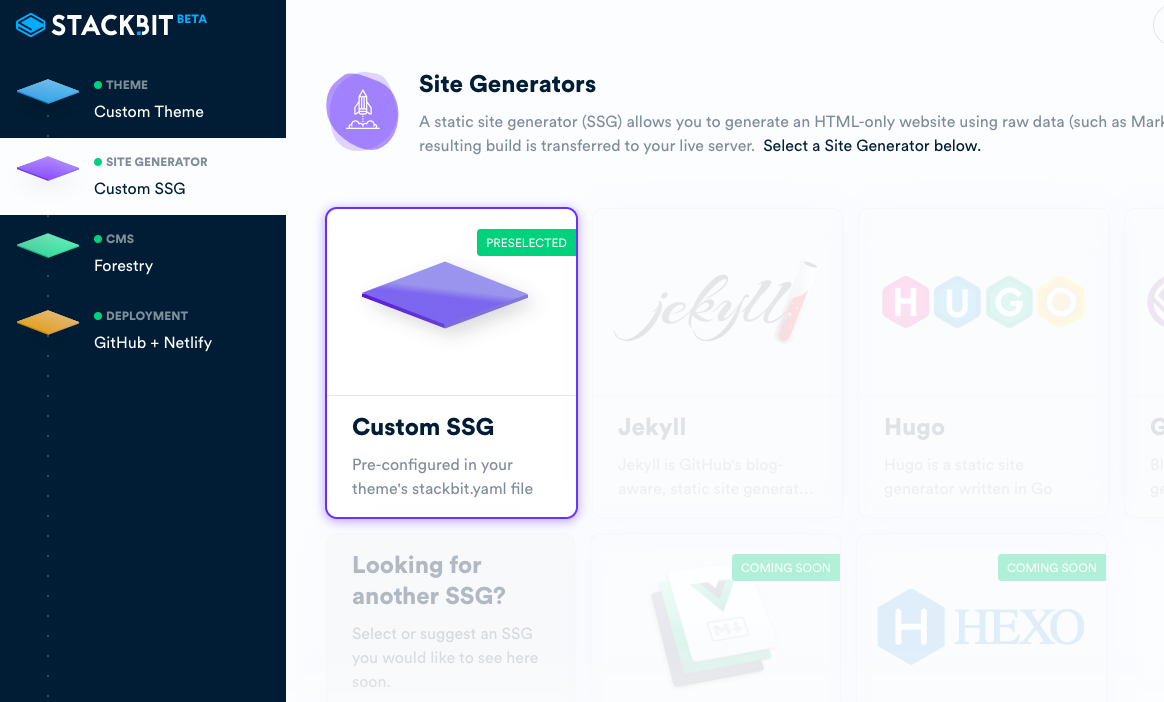 STACKBIT BETA
THEME
Custom Theme
SITE GENERATOR
Custom SSG
CMS
Forestry
DEPLOYMENT
GitHub + Netlify
Site Generators
A static site generator (SSG) allows you to generate an HTML-only website using raw data (such as Mark
resulting build is transferred to your live server. Select a Site Generator below.
PRESELECTED
Custom SSG
Pre-configured in your
theme's stackbit.yaml file
jekyll
Jekyll
Jekyll is GitHub's blog-
aware, static site generat...
HUGO
Hugo
Hugo is a static site
generator written in Go
Looking for
another SSG?
Select or suggest an SSG
you would like to see here
soon.
COMING SOON
M
COMING SOON
H HEXO